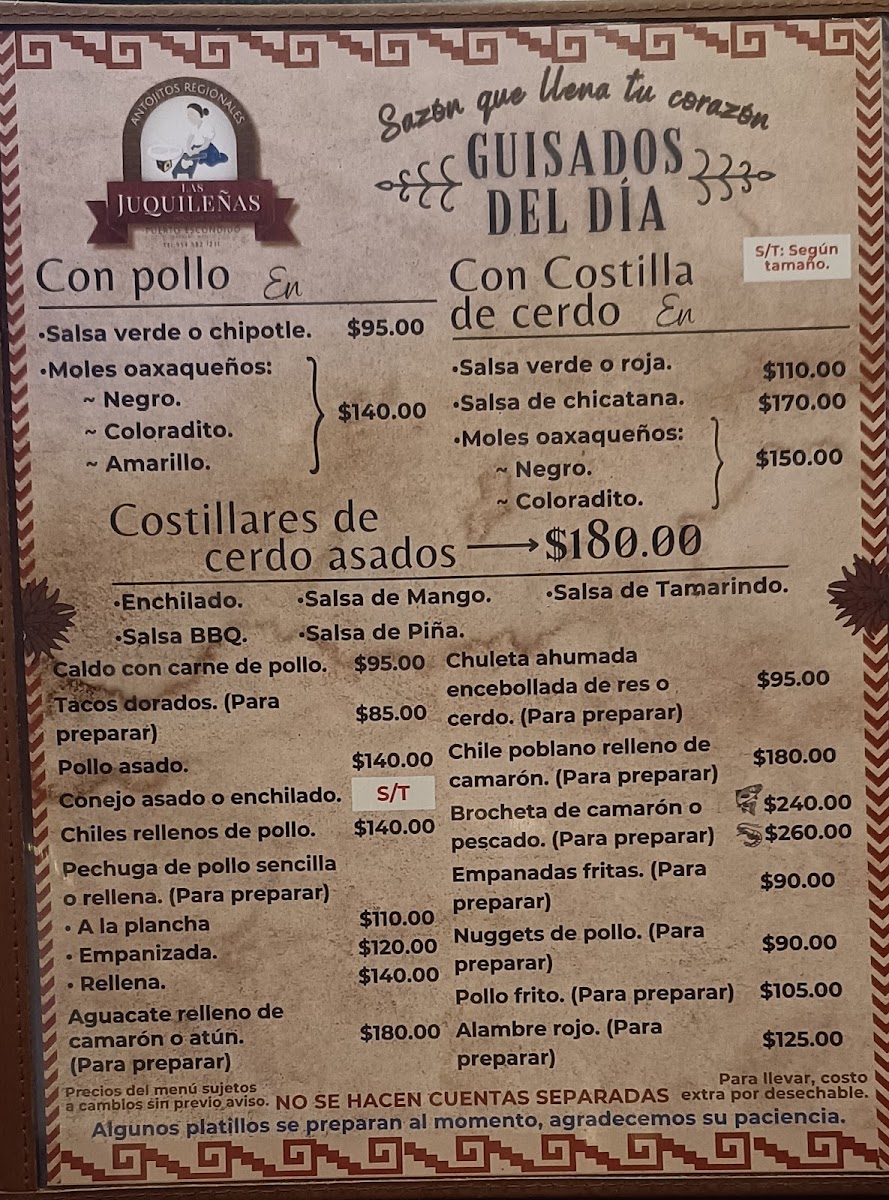 ANTOJITOS REGIONALES
LAS
JUQUILEÑAS
PUERTO ESCONDIDO
Sazón que llena tu corazón
GUISADOS
DEL DÍA
S/T: Según
tamaño.
Con pollo En
•Salsa verde o chipotle. $95.00
•Moles oaxaqueños:
~ Negro.
~ Coloradito.
~ Amarillo.
$140.00
Con Costilla
de cerdo En
•Salsa verde o roja. $110.00
•Salsa de chicatana. $170.00
•Moles oaxaqueños:
~ Negro.
~ Coloradito.
$150.00
Costillares de
cerdo asados $180.00
•Enchilado. •Salsa de Mango. •Salsa de Tamarindo.
•Salsa BBQ. •Salsa de Piña.
Caldo con carne de pollo. $95.00
Tacos dorados. (Para
preparar) $85.00
Pollo asado. $140.00
Conejo asado o enchilado. S/T
Chiles rellenos de pollo. $140.00
Pechuga de pollo sencilla
o rellena. (Para preparar)
• A la plancha $110.00
• Empanizada. $120.00
• Rellena. $140.00
Aguacate relleno de
camarón o atún. $180.00
(Para preparar)
Chuleta ahumada
encebollada de res o $95.00
cerdo. (Para preparar)
Chile poblano relleno de
camarón. (Para preparar) $180.00
Brocheta de camarón o $240.00
pescado. (Para preparar) $260.00
Empanadas fritas. (Para
preparar) $90.00
Nuggets de pollo. (Para
preparar) $90.00
Pollo frito. (Para preparar) $105.00
Alambre rojo. (Para
preparar) $125.00
Precios del menú sujetos
a cambios sin previo aviso.
NO SE HACEN CUENTAS SEPARADAS
Para llevar, costo
extra por desechable.
Algunos platillos se preparan al momento, agradecemos su paciencia.